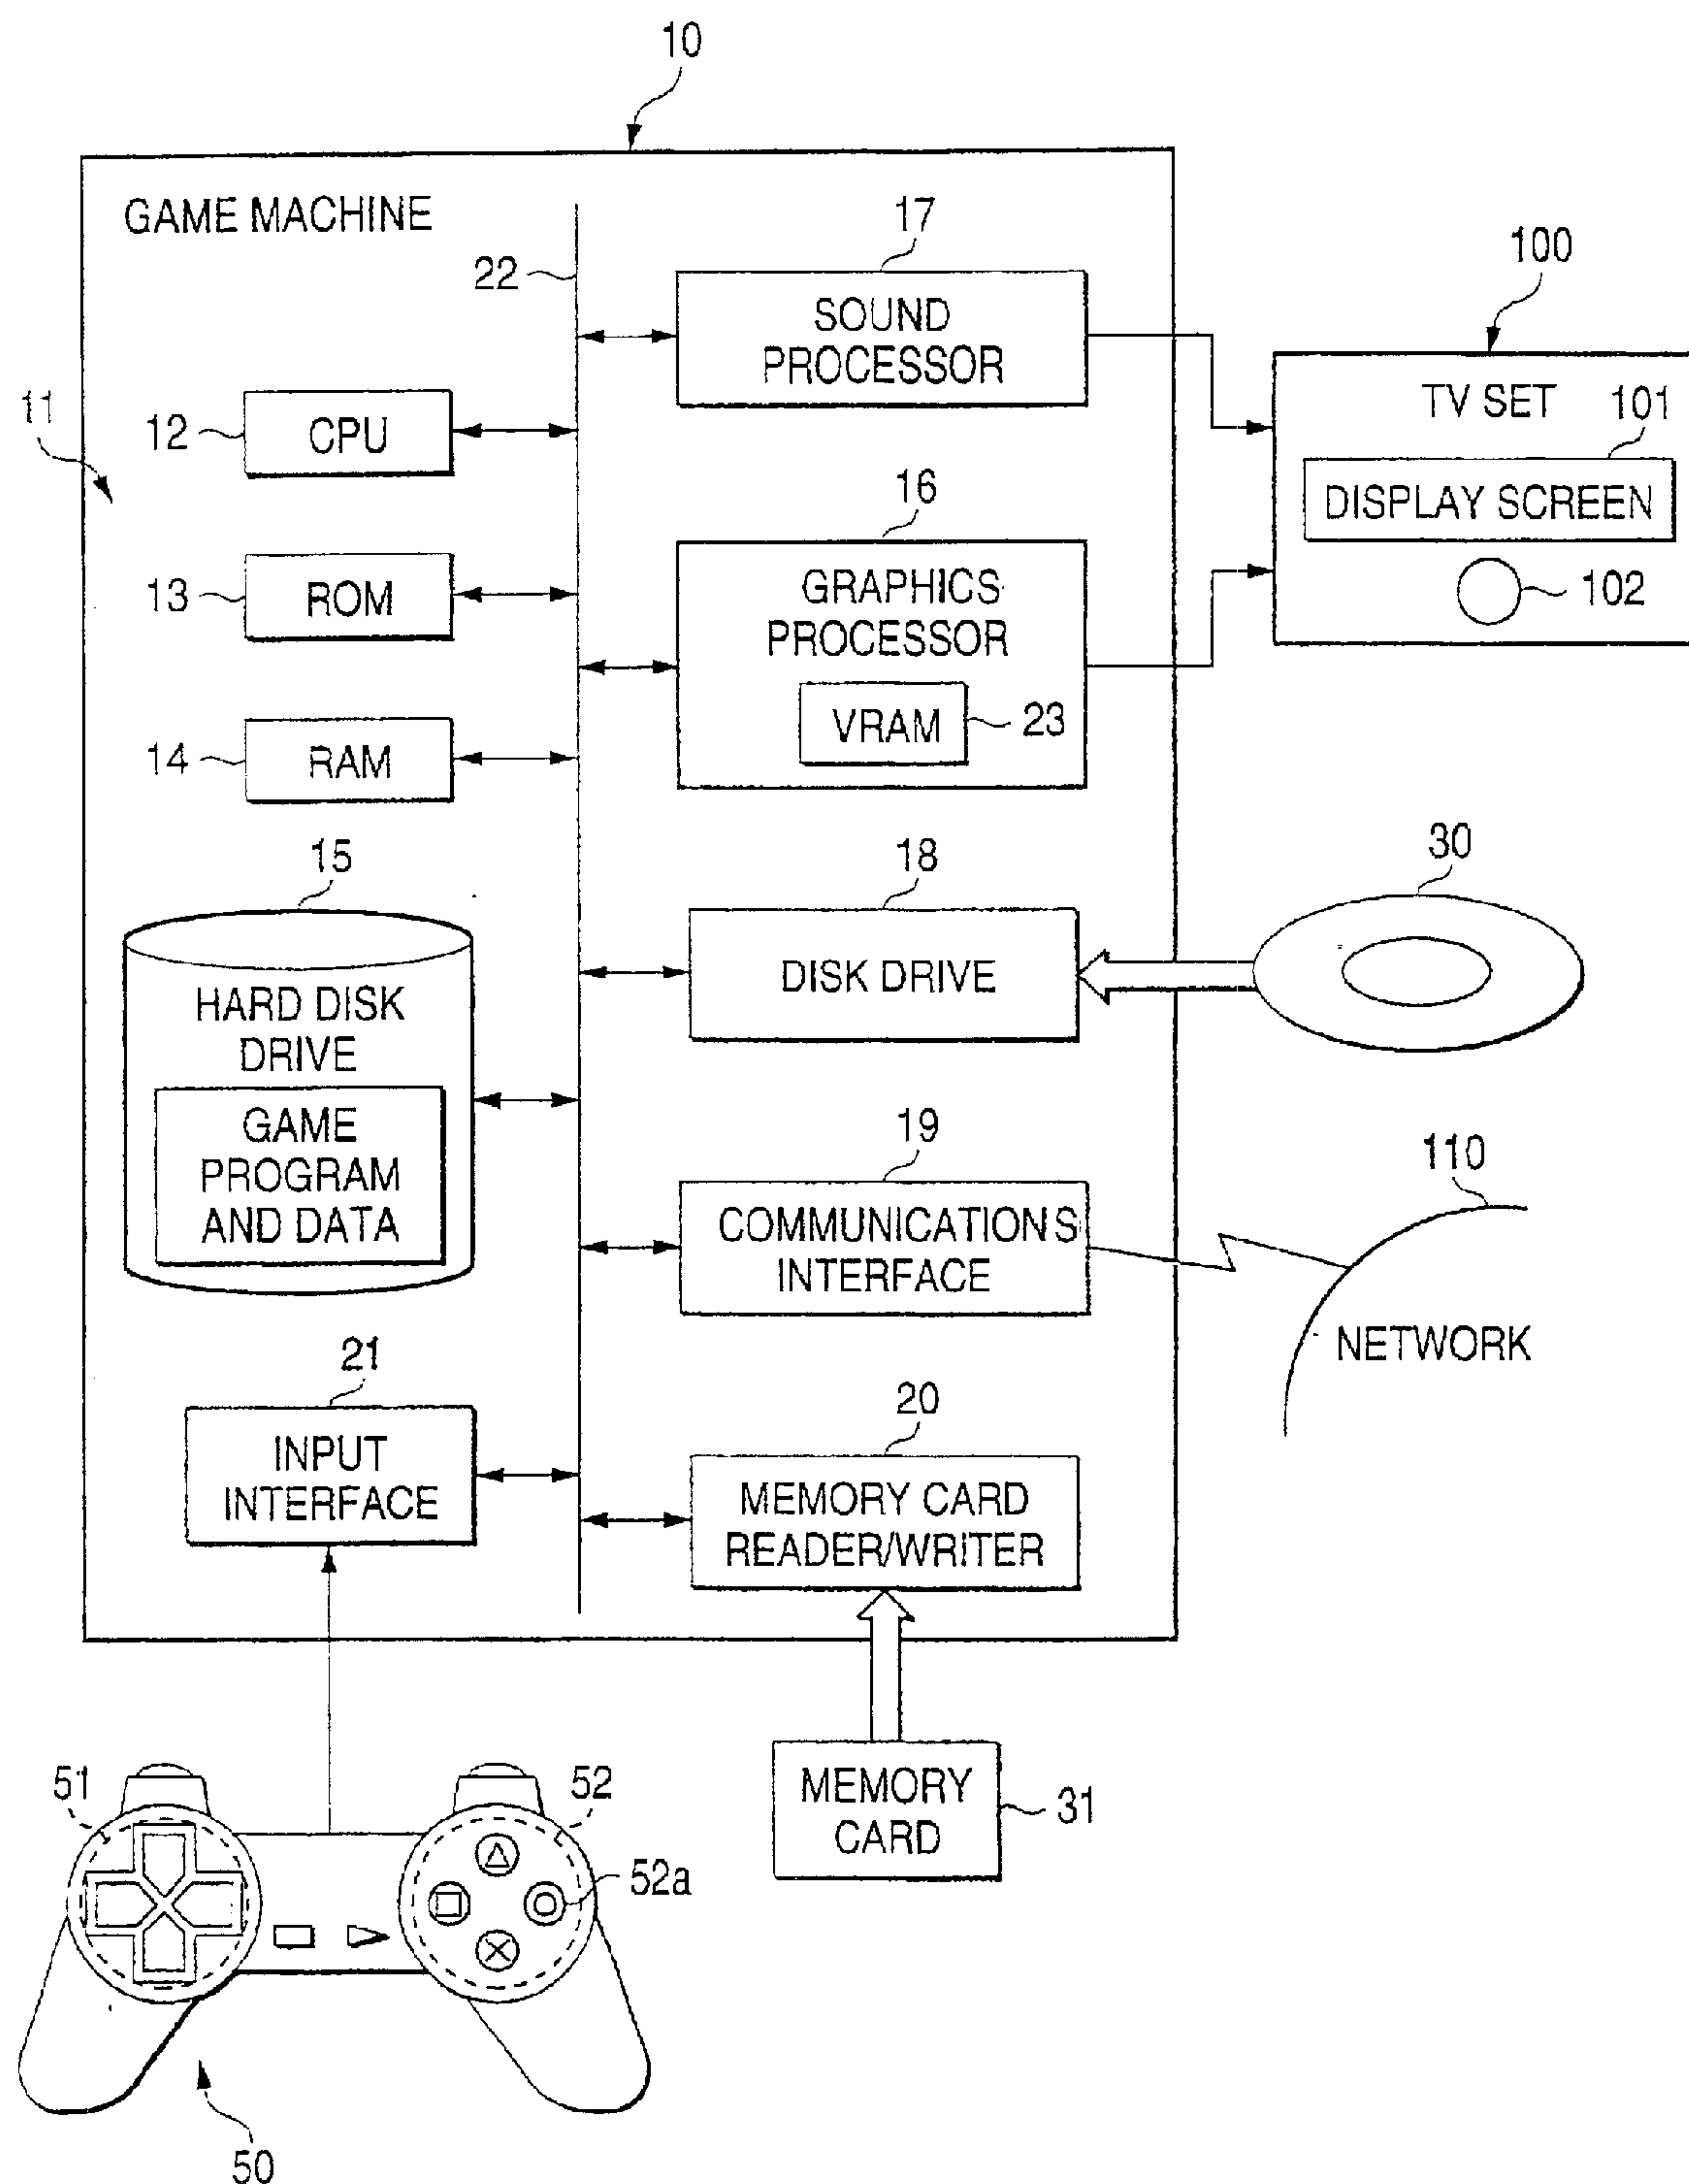 10
GAME MACHINE
22
17
SOUND
PROCESSOR
100
TV SET
101
DISPLAY SCREEN
102
11
12
CPU
16
GRAPHICS
PROCESSOR
VRAM
23
13
ROM
14
RAM
15
HARD DISK
DRIVE
GAME
PROGRAM
AND DATA
18
DISK DRIVE
30
19
COMMUNICATIONS
INTERFACE
110
NETWORK
21
INPUT
INTERFACE
20
MEMORY CARD
READER/WRITER
MEMORY
CARD
31
51
52
52a
50